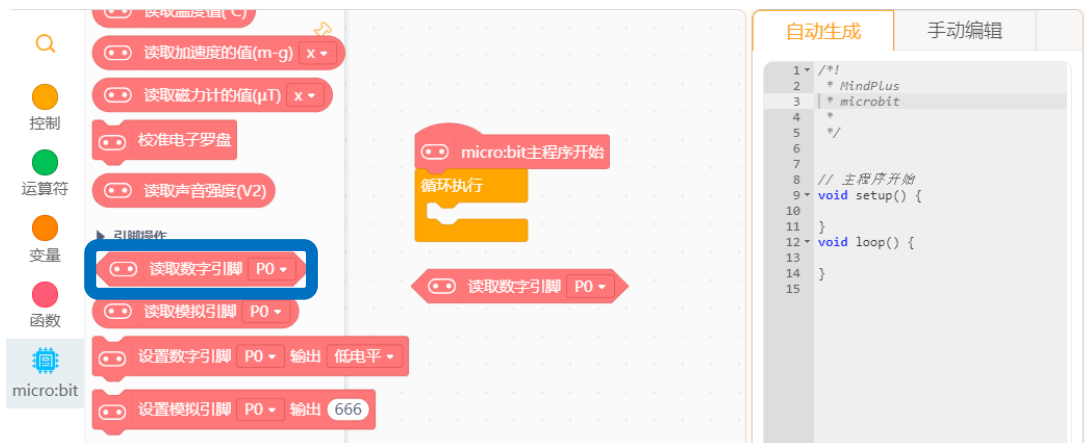 控制
运算符
变量
函数
micro:bit
读取温度值(℃)
读取加速度的值(m-g) x
读取磁力计的值(μT) x
校准电子罗盘
读取声音强度(V2)
引脚操作
读取数字引脚 P0
读取模拟引脚 P0
设置数字引脚 P0 输出 低电平
设置模拟引脚 P0 输出 666
micro:bit主程序开始
循环执行
读取数字引脚 P0
自动生成 手动编辑
1 /*!
2 * MindPlus
3 * microbit
4 *
5 */
6
7
8 // 主程序开始
9 void setup() {
10
11 }
12 void loop() {
13
14 }
15